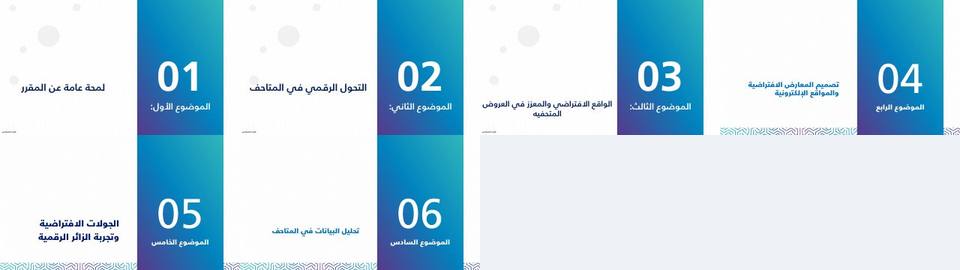 01
الموضوع الأول:
لمحة عامة عن المقرر
02
الموضوع الثاني:
التحول الرقمي في المتاحف
03
الموضوع الثالث:
الواقع الافتراضي والمعزز في العروض
المتحفيه
04
الموضوع الرابع
تصميم المعارض الافتراضية
والمواقع الإلكترونية
05
الموضوع الخامس
الجولات الافتراضية
وتجربة الزائر الرقمية
06
الموضوع السادس
تحليل البيانات في المتاحف